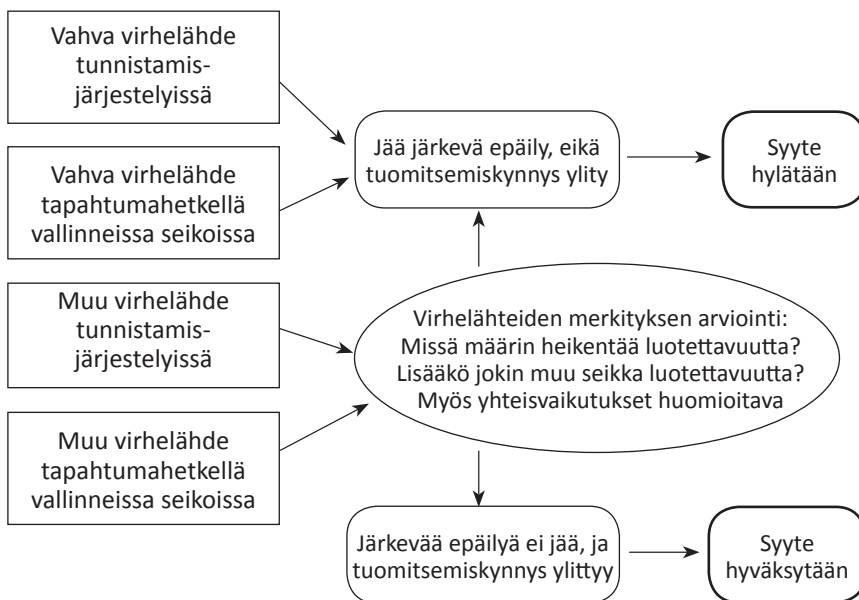 Vahva virhelähde
tunnistamis-
järjestelyissä
Vahva virhelähde
tapahtumahetkellä
vallinneissa seikoissa
Muu virhelähde
tunnistamis-
järjestelyissä
Muu virhelähde
tapahtumahetkellä
vallinneissa seikoissa
Jää järkevä epäily, eikä
tuomitsemiskynnys ylity
Syyte
hylätään
Virhelähteiden merkityksen arviointi:
Missä määrin heikentää luotettavuutta?
Lisääkö jokin muu seikka luotettavuutta?
Myös yhteisvaikutukset huomioitava
Järkevää epäilyä ei jää, ja
tuomitsemiskynnys ylittyy
Syyte
hyväksytään